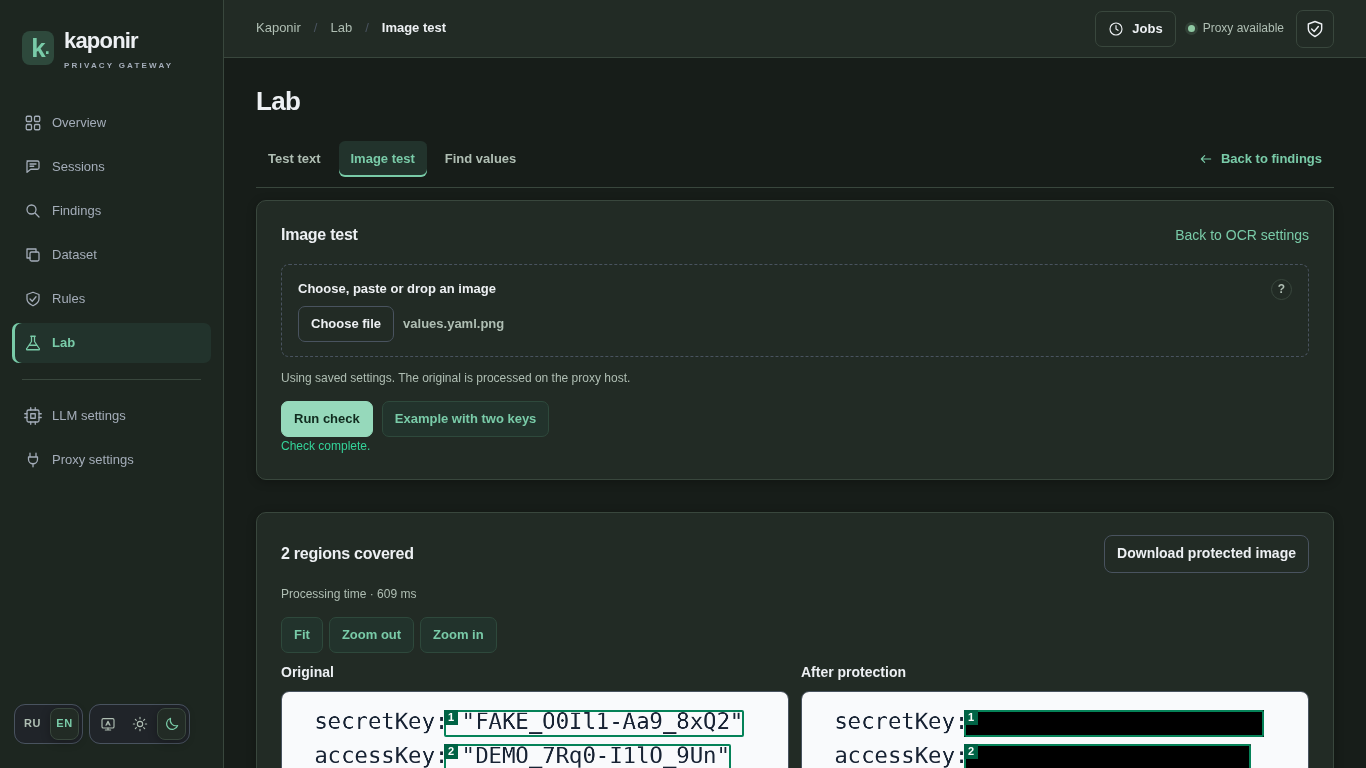 k.
kaponir
PRIVACY GATEWAY
Overview
Sessions
Findings
Dataset
Rules
Lab
LLM settings
Proxy settings
RU EN
Kaponir / Lab / Image test
Jobs
Proxy available
Lab
Test text
Image test
Find values
Back to findings
Image test
Back to OCR settings
Choose, paste or drop an image
?
Choose file
values.yaml.png
Using saved settings. The original is processed on the proxy host.
Run check
Example with two keys
Check complete.
2 regions covered
Download protected image
Processing time · 609 ms
Fit
Zoom out
Zoom in
Original
secretKey: 1 "FAKE_O0Il1-Aa9_8xQ2"
accessKey: 2 "DEMO_7Rq0-I1lO_9Un"
After protection
secretKey: 1
accessKey: 2